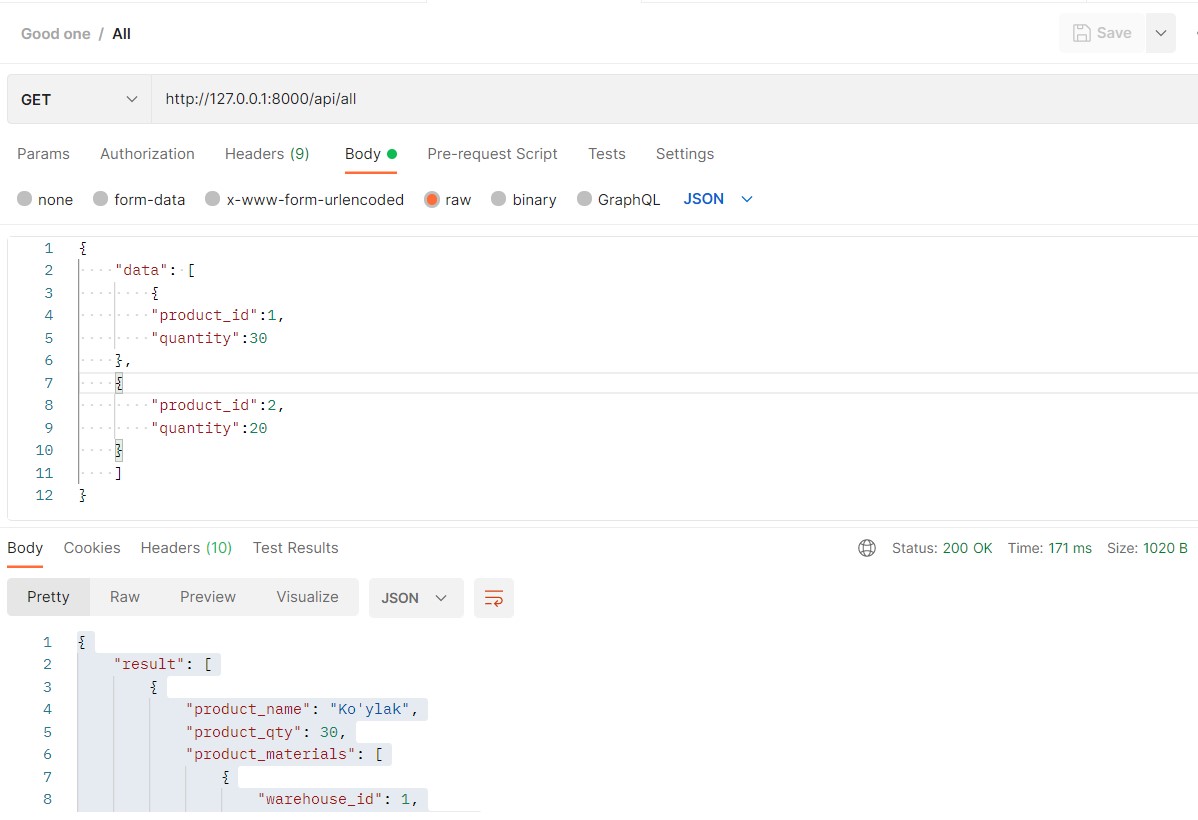 Good one / All
Save
GET http://127.0.0.1:8000/api/all
Params Authorization Headers (9) Body Pre-request Script Tests Settings
none form-data x-www-form-urlencoded raw binary GraphQL JSON
1 {
2 "data": [
3 {
4 "product_id":1,
5 "quantity":30
6 },
7 {
8 "product_id":2,
9 "quantity":20
10 }
11 ]
12 }
Body Cookies Headers (10) Test Results Status: 200 OK Time: 171 ms Size: 1020 B
Pretty Raw Preview Visualize JSON
1 {
2 "result": [
3 {
4 "product_name": "Ko'ylak",
5 "product_qty": 30,
6 "product_materials": [
7 {
8 "warehouse_id": 1,